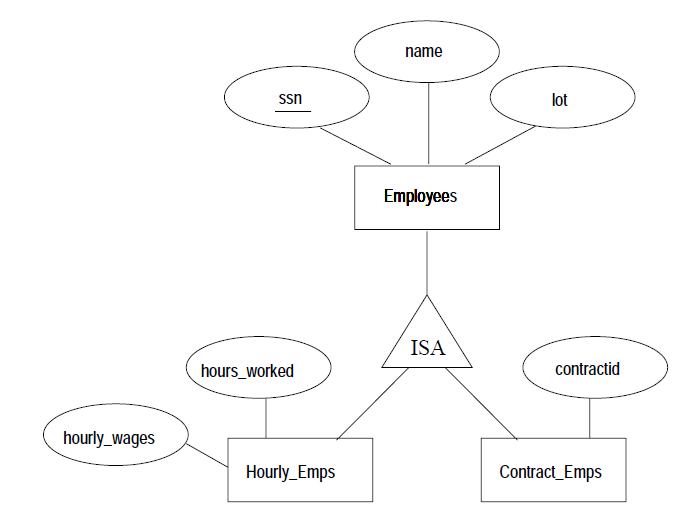 name
ssn
lot
Employees
ISA
hours_worked
contractid
hourly_wages
Hourly_Emps
Contract_Emps